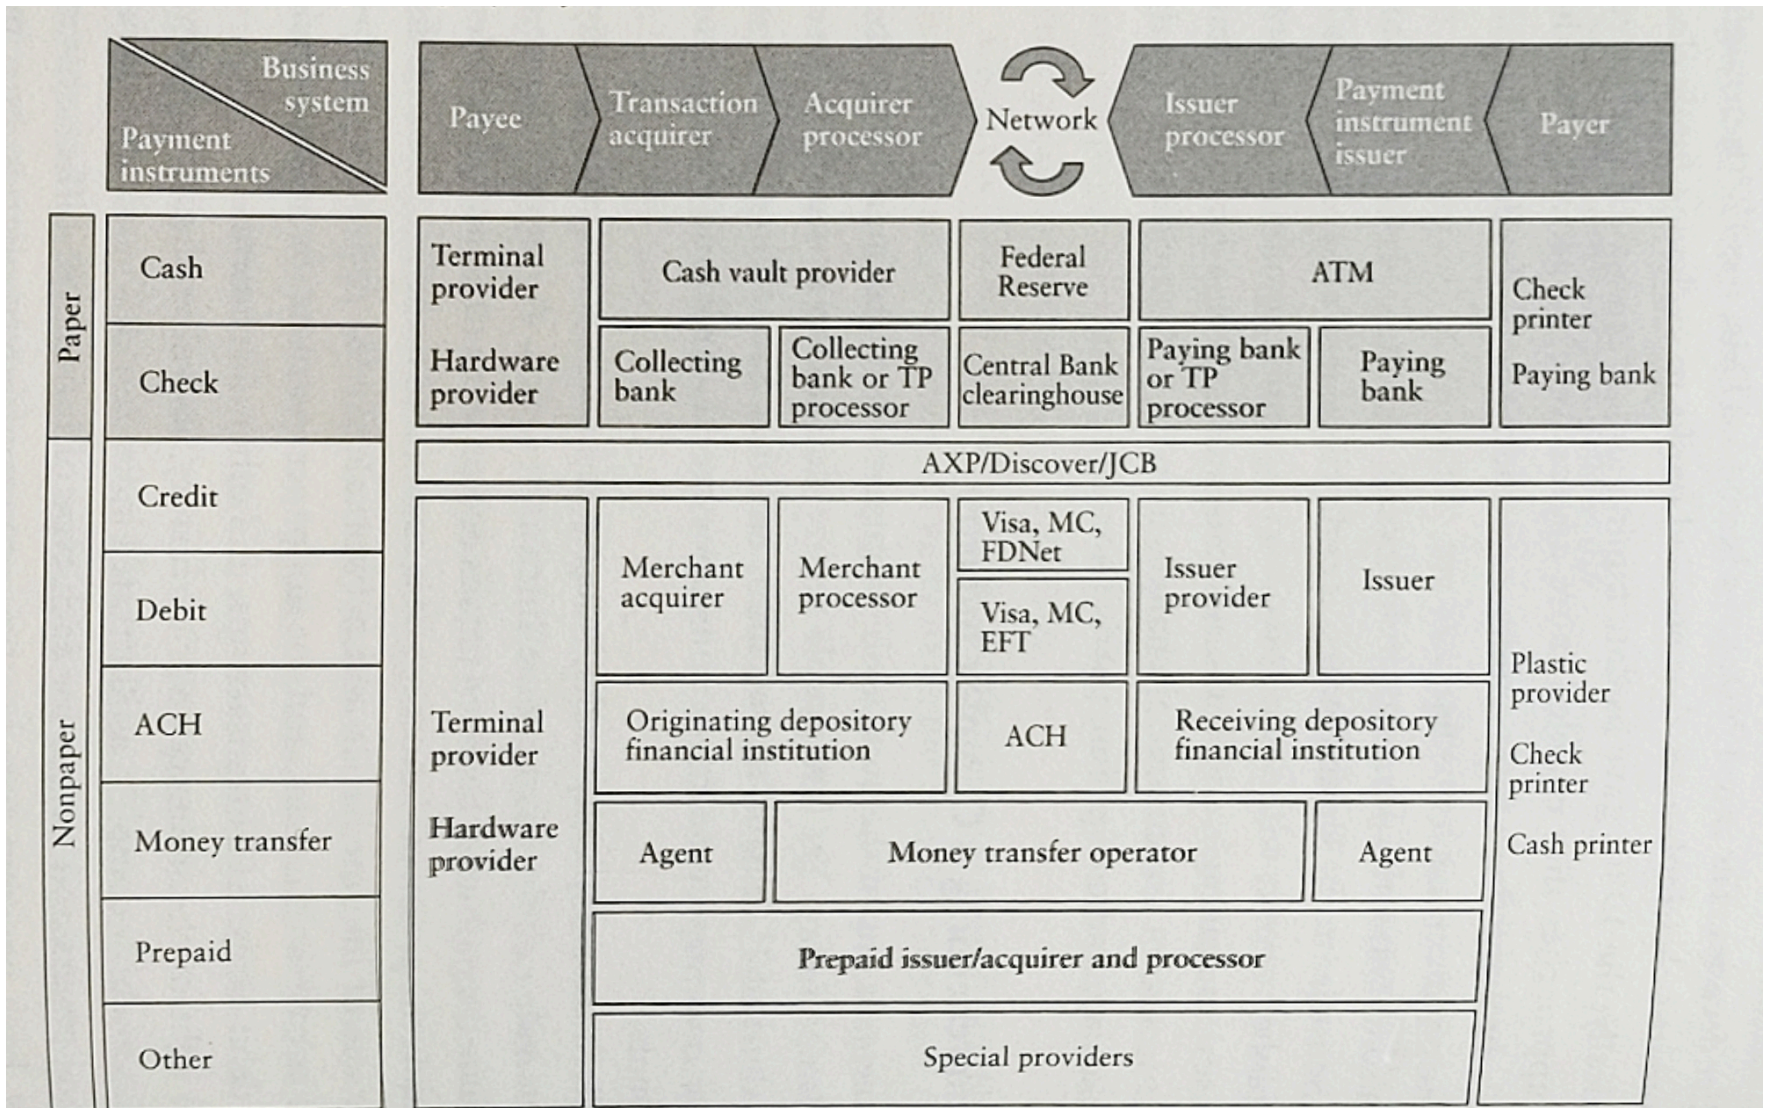 Business
system
Payment
instruments
Payee
Transaction
acquirer
Acquirer
processor
Network
Issuer
processor
Payment
instrument
issuer
Payer
Paper
Cash
Terminal
provider
Cash vault provider
Federal
Reserve
ATM
Check
printer
Check
Hardware
provider
Collecting
bank
Collecting
bank or TP
processor
Central Bank
clearinghouse
Paying bank
or TP
processor
Paying
bank
Paying bank
Nonpaper
Credit
AXP/Discover/JCB
Visa, MC,
FDNet
Debit
Merchant
acquirer
Merchant
processor
Visa, MC,
EFT
Issuer
provider
Issuer
ACH
Terminal
provider
Originating depository
financial institution
ACH
Receiving depository
financial institution
Plastic
provider
Check
printer
Money transfer
Hardware
provider
Agent
Money transfer operator
Agent
Cash printer
Prepaid
Prepaid issuer/acquirer and processor
Other
Special providers